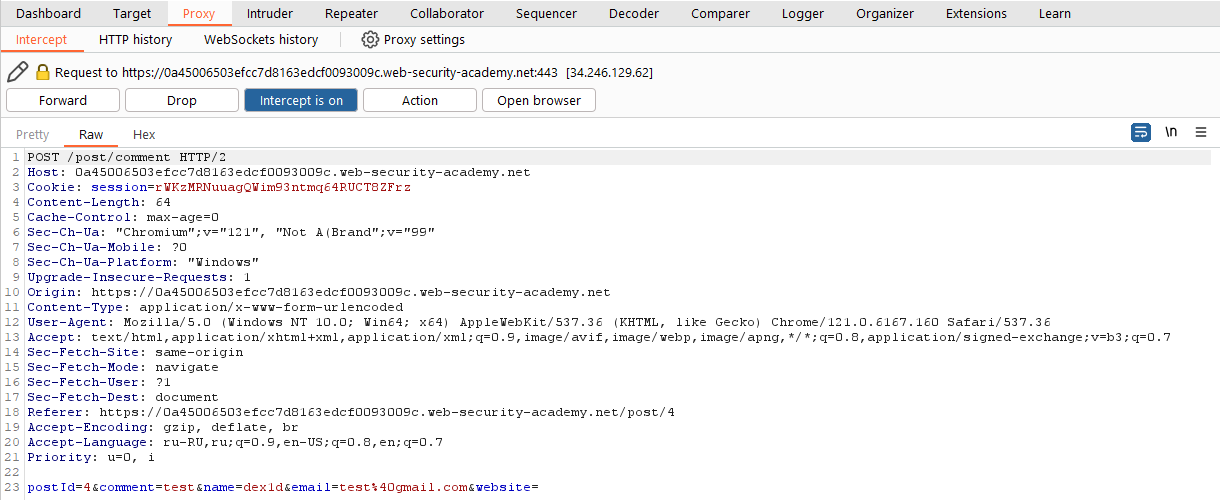 Dashboard Target Proxy Intruder Repeater Collaborator Sequencer Decoder Comparer Logger Organizer Extensions Learn
Intercept HTTP history WebSockets history Proxy settings
Request to https://0a45006503efcc7d8163edcf0093009c.web-security-academy.net:443 [34.246.129.62]
Forward Drop Intercept is on Action Open browser
Pretty Raw Hex \n
1 POST /post/comment HTTP/2
2 Host: 0a45006503efcc7d8163edcf0093009c.web-security-academy.net
3 Cookie: session=rWKzMRNuuagQWim93ntmq64RUCT8ZFrz
4 Content-Length: 64
5 Cache-Control: max-age=0
6 Sec-Ch-Ua: "Chromium";v="121", "Not A(Brand";v="99"
7 Sec-Ch-Ua-Mobile: ?0
8 Sec-Ch-Ua-Platform: "Windows"
9 Upgrade-Insecure-Requests: 1
10 Origin: https://0a45006503efcc7d8163edcf0093009c.web-security-academy.net
11 Content-Type: application/x-www-form-urlencoded
12 User-Agent: Mozilla/5.0 (Windows NT 10.0; Win64; x64) AppleWebKit/537.36 (KHTML, like Gecko) Chrome/121.0.6167.160 Safari/537.36
13 Accept: text/html,application/xhtml+xml,application/xml;q=0.9,image/avif,image/webp,image/apng,*/*;q=0.8,application/signed-exchange;v=b3;q=0.7
14 Sec-Fetch-Site: same-origin
15 Sec-Fetch-Mode: navigate
16 Sec-Fetch-User: ?1
17 Sec-Fetch-Dest: document
18 Referer: https://0a45006503efcc7d8163edcf0093009c.web-security-academy.net/post/4
19 Accept-Encoding: gzip, deflate, br
20 Accept-Language: ru-RU,ru;q=0.9,en-US;q=0.8,en;q=0.7
21 Priority: u=0, i
22
23 postId=4&comment=test&name=dex1d&email=test%40gmail.com&website=